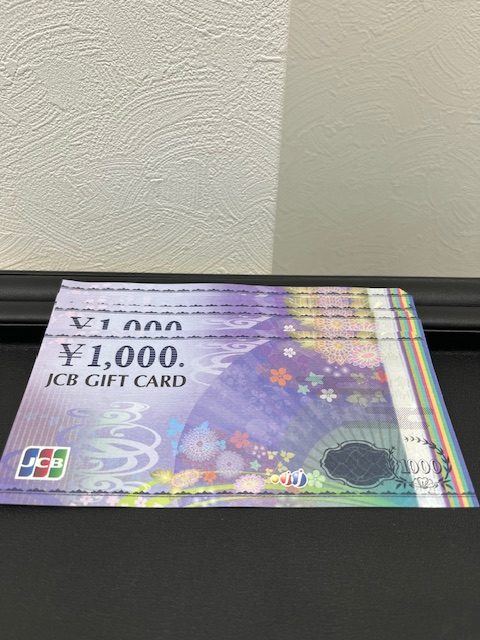 ¥1,000
¥1,000.
JCB GIFT CARD
JCB
1000